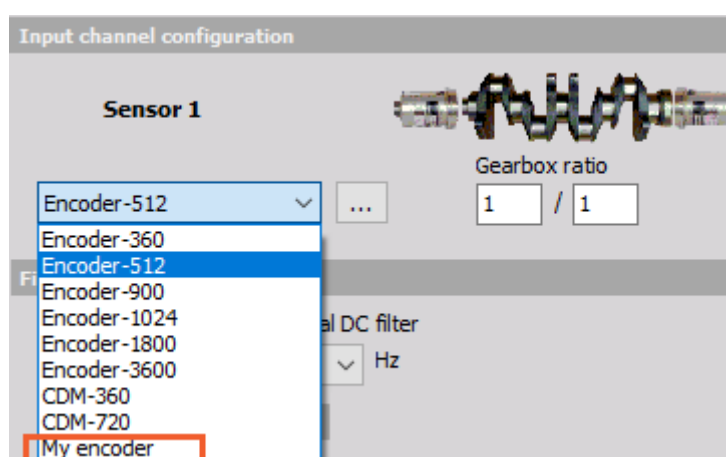 Input channel configuration
Sensor 1
Gearbox ratio
Encoder-512
...
1 / 1
Encoder-360
Encoder-512
Encoder-900
Encoder-1024
al DC filter
Encoder-1800
Hz
Encoder-3600
CDM-360
CDM-720
My encoder